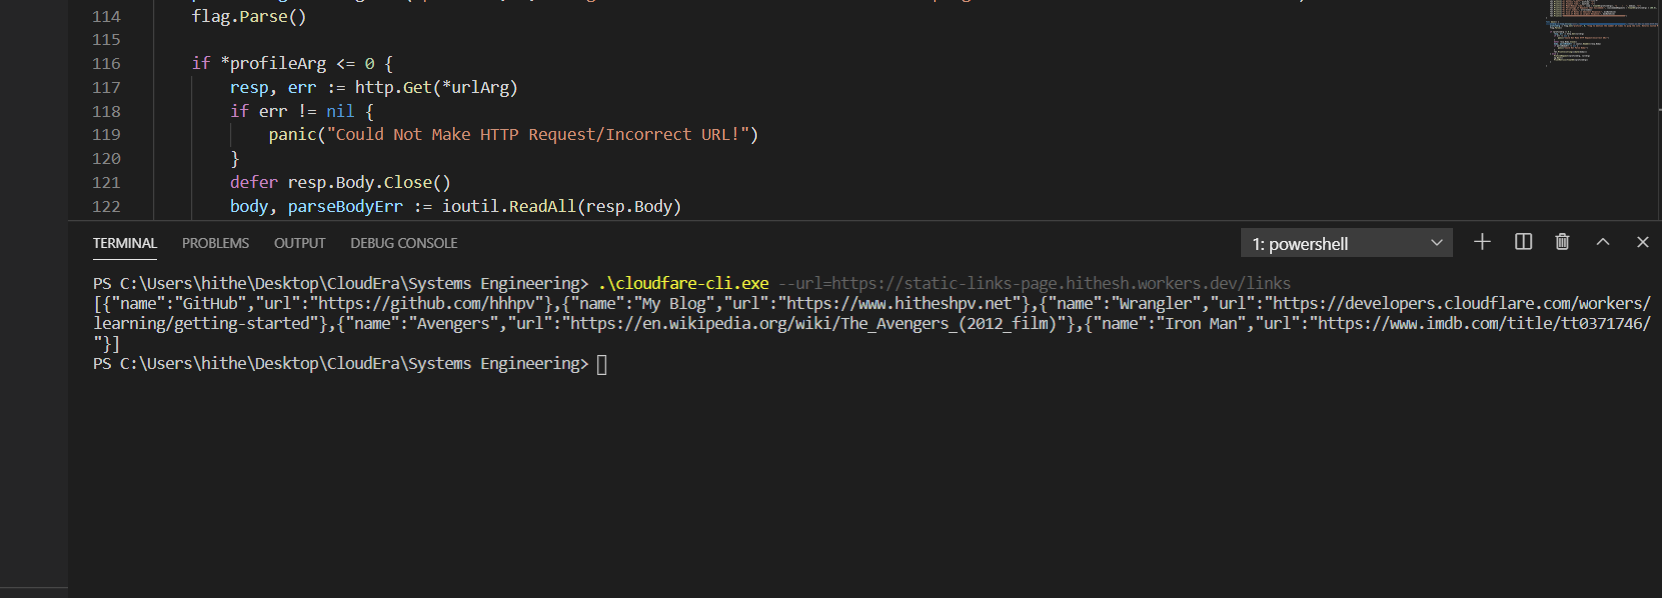 114 flag.Parse()
115
116 if *profileArg <= 0 {
117 resp, err := http.Get(*urlArg)
118 if err != nil {
119 panic("Could Not Make HTTP Request/Incorrect URL!")
120 }
121 defer resp.Body.Close()
122 body, parseBodyErr := ioutil.ReadAll(resp.Body)
TERMINAL PROBLEMS OUTPUT DEBUG CONSOLE 1: powershell
PS C:\Users\hithe\Desktop\CloudEra\Systems Engineering> .\cloudfare-cli.exe --url=https://static-links-page.hithesh.workers.dev/links
[{"name":"GitHub","url":"https://github.com/hhhpv"},{"name":"My Blog","url":"https://www.hitheshpv.net"},{"name":"Wrangler","url":"https://developers.cloudflare.com/workers/
learning/getting-started"},{"name":"Avengers","url":"https://en.wikipedia.org/wiki/The_Avengers_(2012_film)"},{"name":"Iron Man","url":"https://www.imdb.com/title/tt0371746/
"}]
PS C:\Users\hithe\Desktop\CloudEra\Systems Engineering>